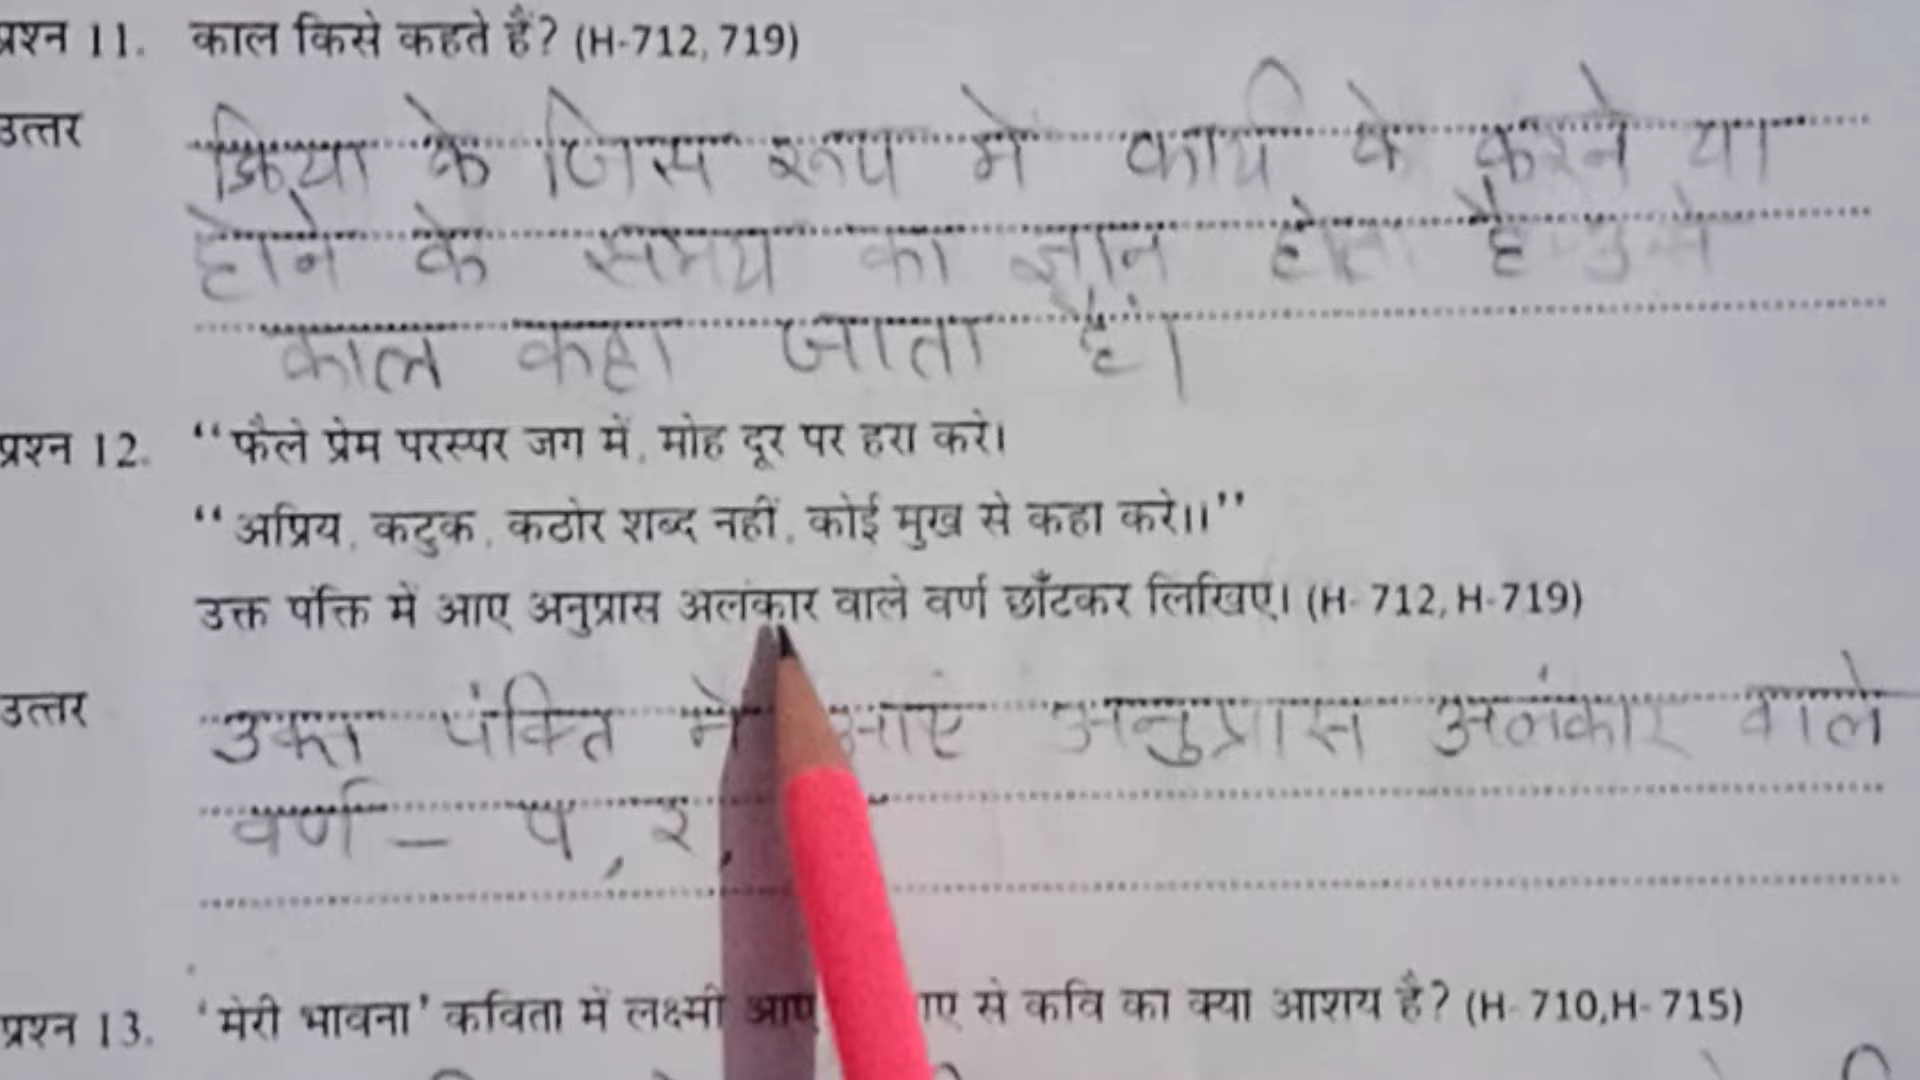 प्रश्न 11. काल किसे कहते हैं? (H-712, 719)
उत्तर क्रिया के जिस रूप मे कार्य के करने या
होने के समय का ज्ञान होता है उसे
काल कहा जाता हैं।
प्रश्न 12. “फैले प्रेम परस्पर जग में, मोह दूर पर हरा करे।
“अप्रिय, कटुक, कठोर शब्द नहीं, कोई मुख से कहा करे।।”
उक्त पंक्ति में आए अनुप्रास अलंकार वाले वर्ण छाँटकर लिखिए। (H- 712, H-719)
उत्तर उक्त पंक्ति मे आएं अनुप्रास अलंकार वाले
वर्ण – प, र,
प्रश्न 13. ‘मेरी भावना’ कविता में लक्ष्मी आए से कवि का क्या आशय है? (H- 710,H- 715)